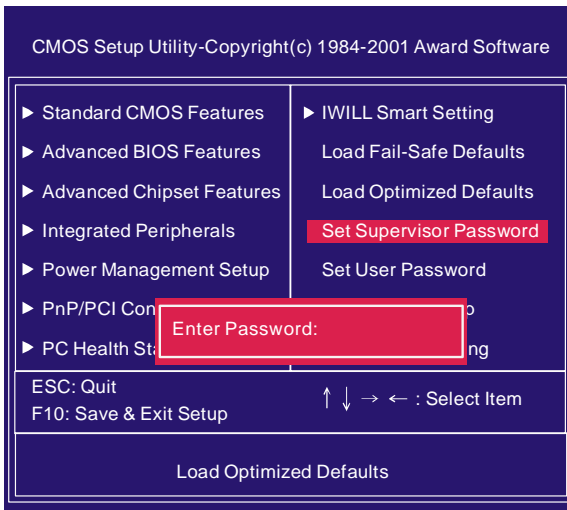 CMOS Setup Utility-Copyright(c) 1984-2001 Award Software
▶ Standard CMOS Features
▶ Advanced BIOS Features
▶ Advanced Chipset Features
▶ Integrated Peripherals
▶ Power Management Setup
▶ PnP/PCI Con
▶ PC Health
▶ IWILL Smart Setting
Load Fail-Safe Defaults
Load Optimized Defaults
Set Supervisor Password
Set User Password
Enter Password:
ESC: Quit
F10: Save & Exit Setup
↑ ↓ → ← : Select Item
Load Optimized Defaults